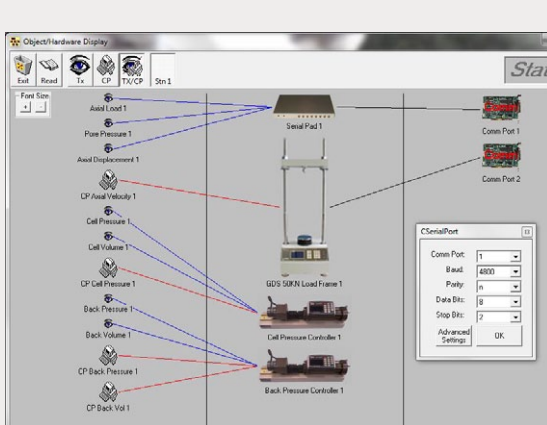 Object/Hardware Display
Exit
Read
Tx
CP
TX/CP
Stn 1
Stat
Font Size
+ -
Axial Load 1
Pore Pressure 1
Axial Displacement 1
CP Axial Velocity 1
Cell Pressure 1
Cell Volume 1
CP Cell Pressure 1
Back Pressure 1
Back Volume 1
CP Back Pressure 1
CP Back Vol 1
Serial Pad 1
GDS 50KN Load Frame 1
Cell Pressure Controller 1
Back Pressure Controller 1
Comm Port 1
Comm Port 2
CSerialPort
Comm Port: 1
Baud: 4800
Parity: n
Data Bits: 8
Stop Bits: 2
Advanced
Settings
OK